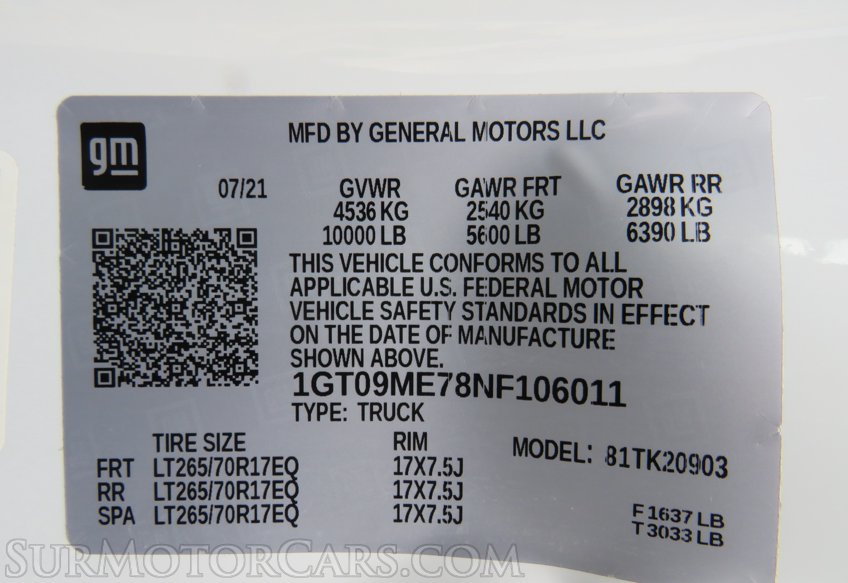 gm
MFD BY GENERAL MOTORS LLC
07/21 GVWR GAWR FRT GAWR RR
4536 KG 2540 KG 2898 KG
10000 LB 5600 LB 6390 LB
THIS VEHICLE CONFORMS TO ALL
APPLICABLE U.S. FEDERAL MOTOR
VEHICLE SAFETY STANDARDS IN EFFECT
ON THE DATE OF MANUFACTURE
SHOWN ABOVE.
1GT09ME78NF106011
TYPE: TRUCK
TIRE SIZE RIM MODEL: 81TK20903
FRT LT265/70R17EQ 17X7.5J
RR LT265/70R17EQ 17X7.5J
SPA LT265/70R17EQ 17X7.5J
F 1637 LB
T 3033 LB
SURMOTORCARS.COM